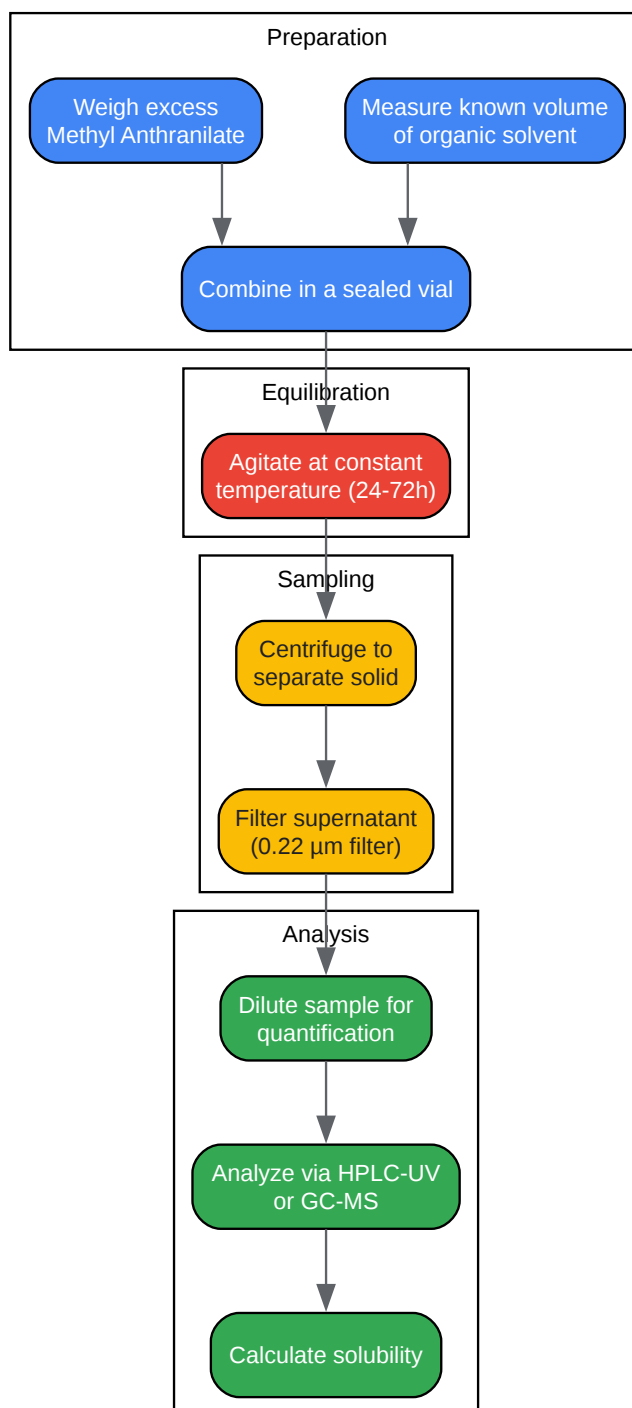 Preparation
Weigh excess
Methyl Anthranilate
Measure known volume
of organic solvent
Combine in a sealed vial
Equilibration
Agitate at constant
temperature (24-72h)
Sampling
Centrifuge to
separate solid
Filter supernatant
(0.22 µm filter)
Analysis
Dilute sample for
quantification
Analyze via HPLC-UV
or GC-MS
Calculate solubility